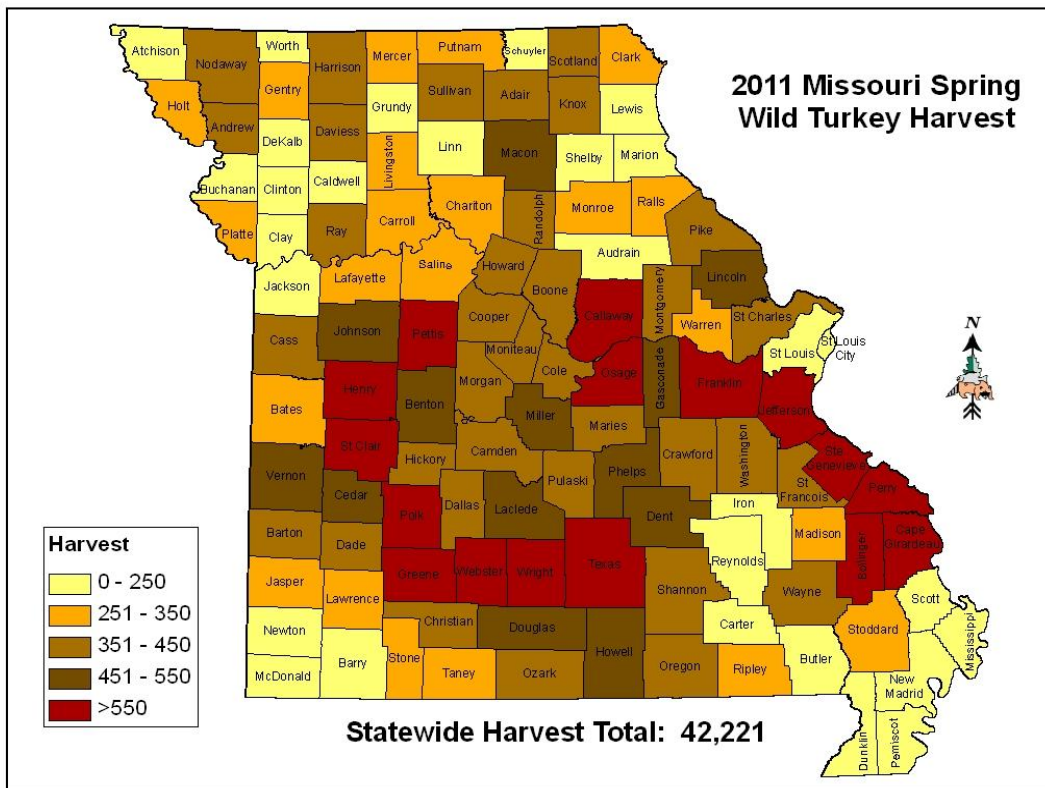 2011 Missouri Spring
Wild Turkey Harvest
Atchison
Nodaway
Worth
Harrison
Mercer
Putnam
Schuyler
Scotland
Clark
Holt
Gentry
Andrew
Daviess
Grundy
Sullivan
Adair
Knox
Lewis
DeKalb
Livingston
Linn
Macon
Shelby
Marion
Buchanan
Clinton
Caldwell
Chariton
Randolph
Monroe
Ralls
Platte
Clay
Ray
Carroll
Pike
Audrain
Jackson
Lafayette
Saline
Howard
Boone
Callaway
Montgomery
Lincoln
Warren
St Charles
St Louis
St Louis
City
N
Cass
Johnson
Pettis
Cooper
Moniteau
Cole
Osage
Gasconade
Franklin
Jefferson
Bates
Henry
Benton
Morgan
Miller
Maries
St Clair
Hickory
Camden
Pulaski
Phelps
Crawford
Washington
Ste
Genevieve
St
Francois
Perry
Vernon
Cedar
Polk
Dallas
Laclede
Dent
Iron
Madison
Bollinger
Cape
Girardeau
Barton
Dade
Greene
Webster
Wright
Texas
Reynolds
Shannon
Wayne
Jasper
Lawrence
Christian
Douglas
Howell
Carter
Butler
Stoddard
Scott
Mississippi
Newton
McDonald
Barry
Stone
Taney
Ozark
Oregon
Ripley
New
Madrid
Dunklin
Pemiscot
Harvest
0 - 250
251 - 350
351 - 450
451 - 550
>550
Statewide Harvest Total: 42,221